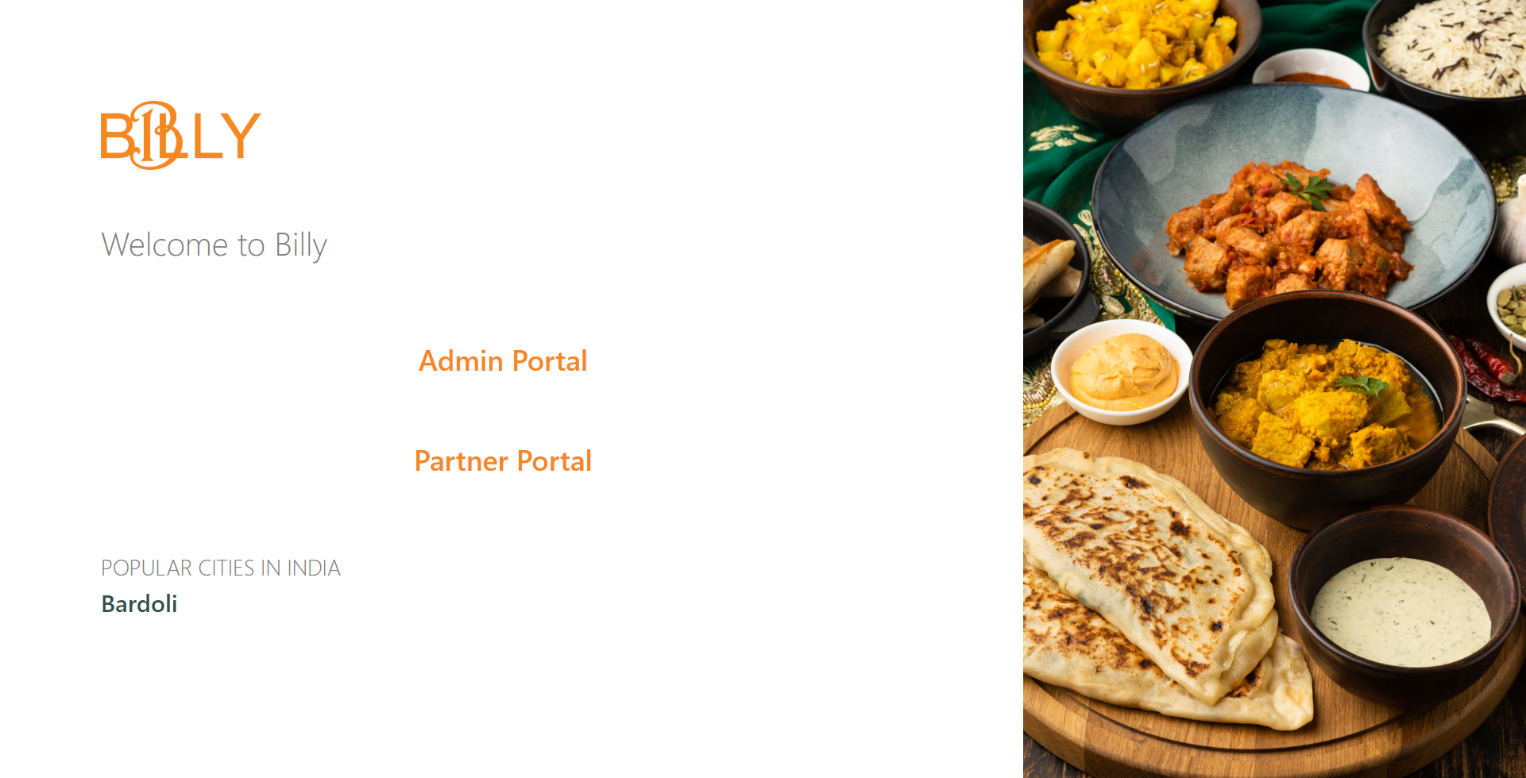 BILLY
Welcome to Billy
Admin Portal
Partner Portal
POPULAR CITIES IN INDIA
Bardoli